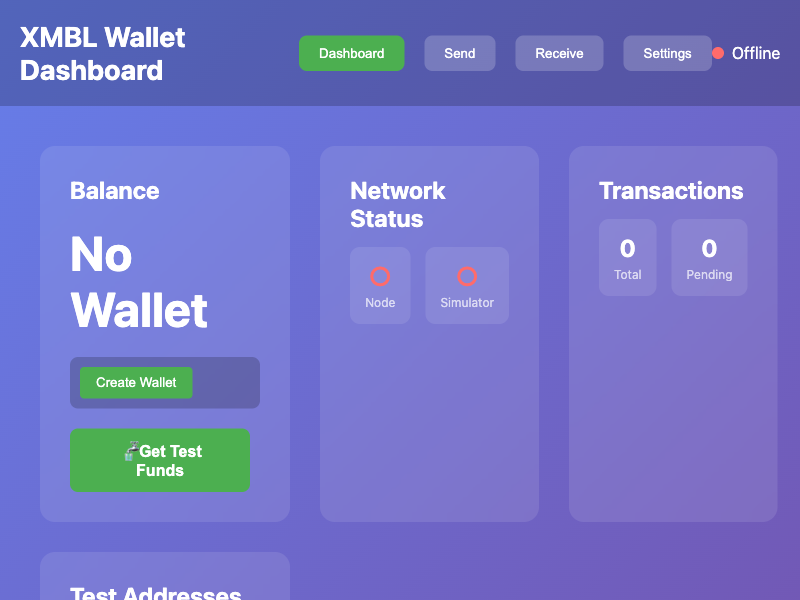 XMBL Wallet
Dashboard
Dashboard
Send
Receive
Settings
Offline
Balance
No
Wallet
Create Wallet
Get Test
Funds
Network
Status
Node
Simulator
Transactions
0
Total
0
Pending
Test Addresses